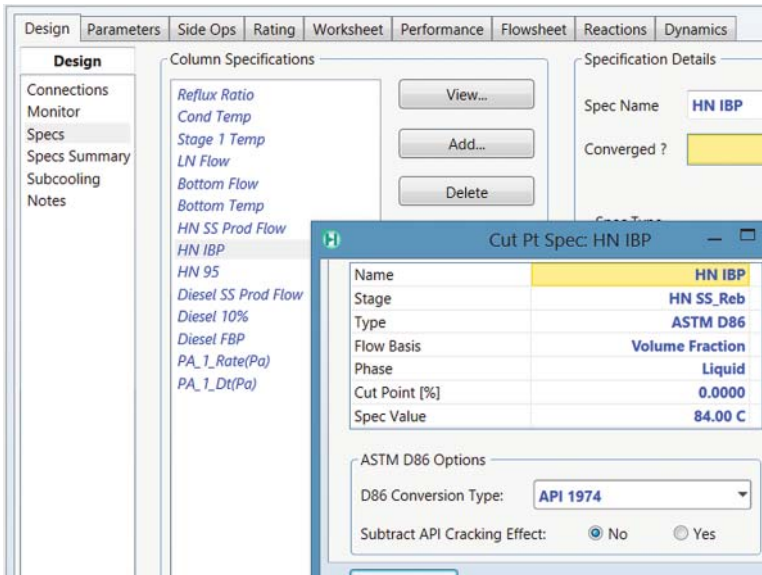 Design Parameters Side Ops Rating Worksheet Performance Flowsheet Reactions Dynamics
Design
Connections
Monitor
Specs
Specs Summary
Subcooling
Notes
Column Specifications
Reflux Ratio
Cond Temp
Stage 1 Temp
LN Flow
Bottom Flow
Bottom Temp
HN SS Prod Flow
HN IBP
HN 95
Diesel SS Prod Flow
Diesel 10%
Diesel FBP
PA_1_Rate(Pa)
PA_1_Dt(Pa)
View...
Add...
Delete
Specification Details
Spec Name HN IBP
Converged ?
Spec Type
Cut Pt Spec: HN IBP
Name HN IBP
Stage HN SS_Reb
Type ASTM D86
Flow Basis Volume Fraction
Phase Liquid
Cut Point [%] 0.0000
Spec Value 84.00 C
ASTM D86 Options
D86 Conversion Type: API 1974
Subtract API Cracking Effect: No Yes